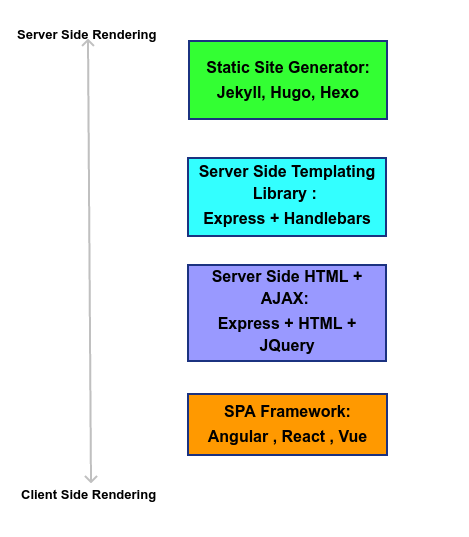 Server Side Rendering
Static Site Generator:
Jekyll, Hugo, Hexo
Server Side Templating
Library :
Express + Handlebars
Server Side HTML +
AJAX:
Express + HTML +
JQuery
SPA Framework:
Angular , React , Vue
Client Side Rendering